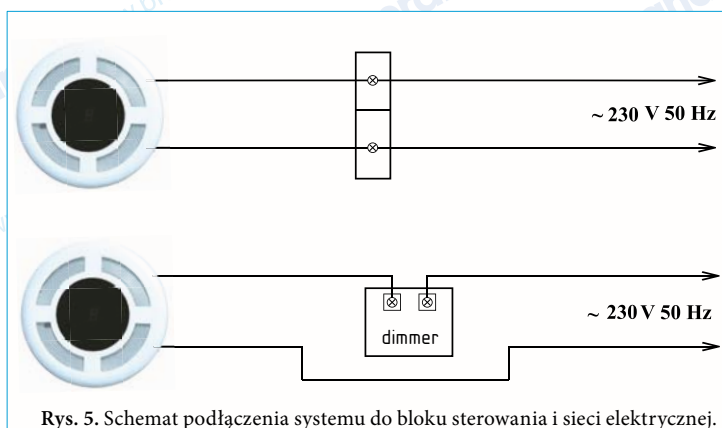 ~ 230 V 50 Hz
~ 230 V 50 Hz
dimmer
Rys. 5. Schemat podłączenia systemu do bloku sterowania i sieci elektrycznej.